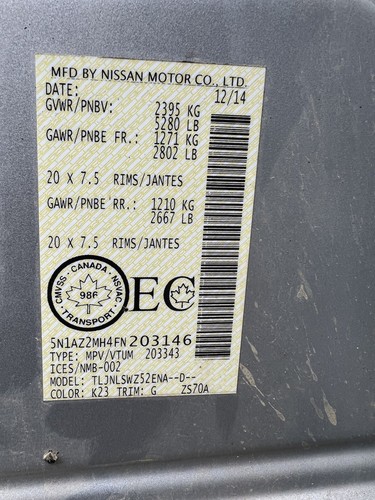 MFD BY NISSAN MOTOR CO., LTD.
DATE: 12/14
GVWR/PNBV: 2395 KG
5280 LB
GAWR/PNBE FR.: 1271 KG
2802 LB
20 X 7.5 RIMS/JANTES
GAWR/PNBE RR.: 1210 KG
2667 LB
20 X 7.5 RIMS/JANTES
CANADA
CMVSS NSVAC
986
TRANSPORT
EC
5N1AZ2MH4FN203146
TYPE: MPV/VTUM 203343
ICES/NMB-002
MODEL: TLJNLSWZ52ENA--D--
COLOR: K23 TRIM: G ZS70A